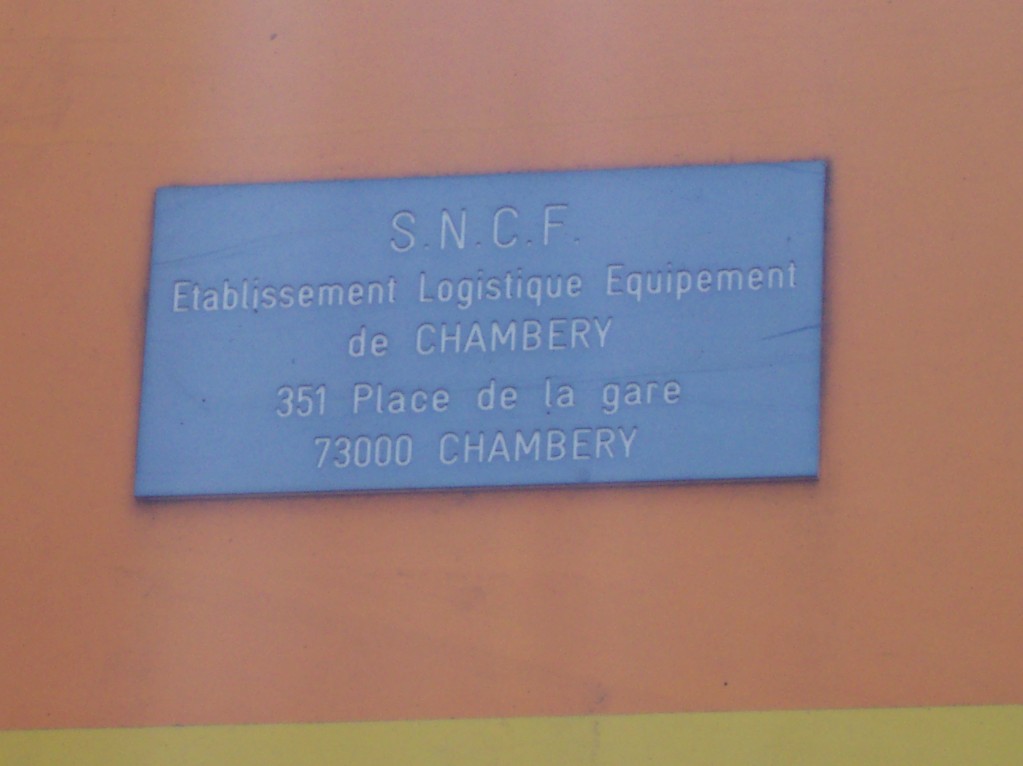 S.N.C.F.
Etablissement Logistique Equipement
de CHAMBERY
351 Place de la gare
73000 CHAMBERY